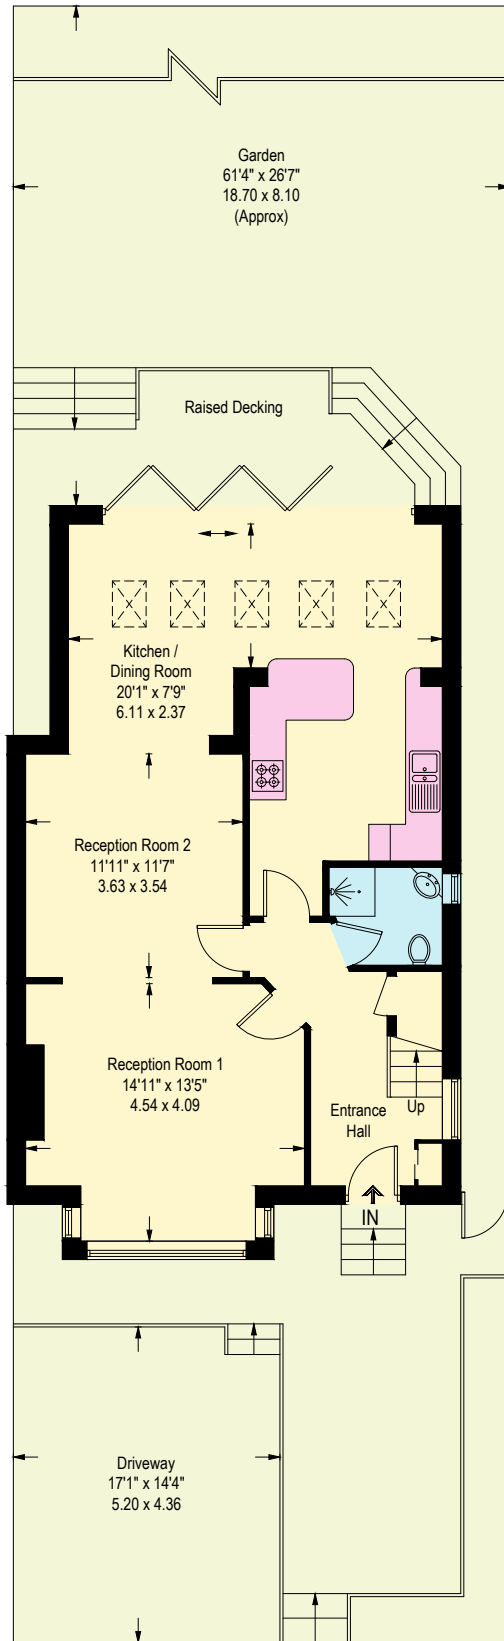 Garden
61'4" x 26'7"
18.70 x 8.10
(Approx)
Raised Decking
Kitchen /
Dining Room
20'1" x 7'9"
6.11 x 2.37
Reception Room 2
11'11" x 11'7"
3.63 x 3.54
Reception Room 1
14'11" x 13'5"
4.54 x 4.09
Entrance
Hall
Up
IN
Driveway
17'1" x 14'4"
5.20 x 4.36